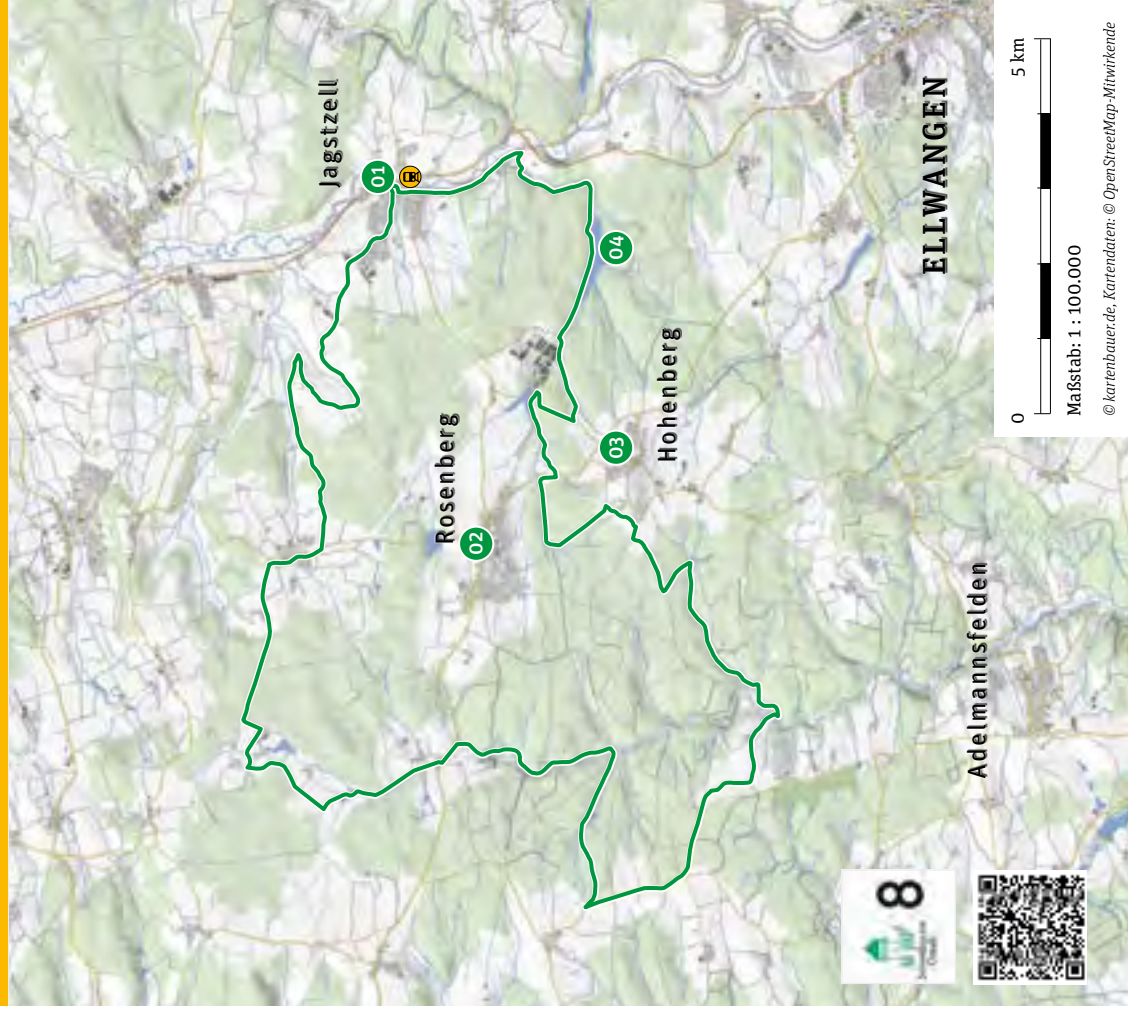 Jagstzell
01
Rosenberg
02
03
Hohenberg
04
ELLWANGEN
Adelmannsfelden
8
0
5 km
Maßstab: 1 : 100.000
© kartenbauer.de, Kartendaten: © OpenStreetMap-Mitwirkende